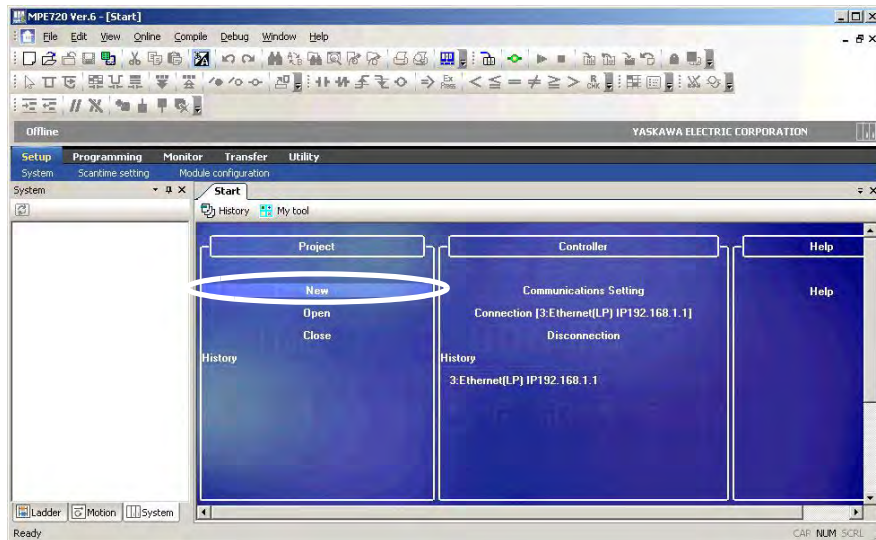 MPE720 Ver.6 - [Start]
File Edit View Online Compile Debug Window Help
Offline YASKAWA ELECTRIC CORPORATION
Setup Programming Monitor Transfer Utility
System Scantime setting Module configuration
System Start
History My tool
Project Controller Help
New Communications Setting Help
Open Connection [3:Ethernet(LP) IP192.168.1.1]
Close Disconnection
History History
3:Ethernet(LP) IP192.168.1.1
Ladder Motion System
Ready CAP NUM SCRL